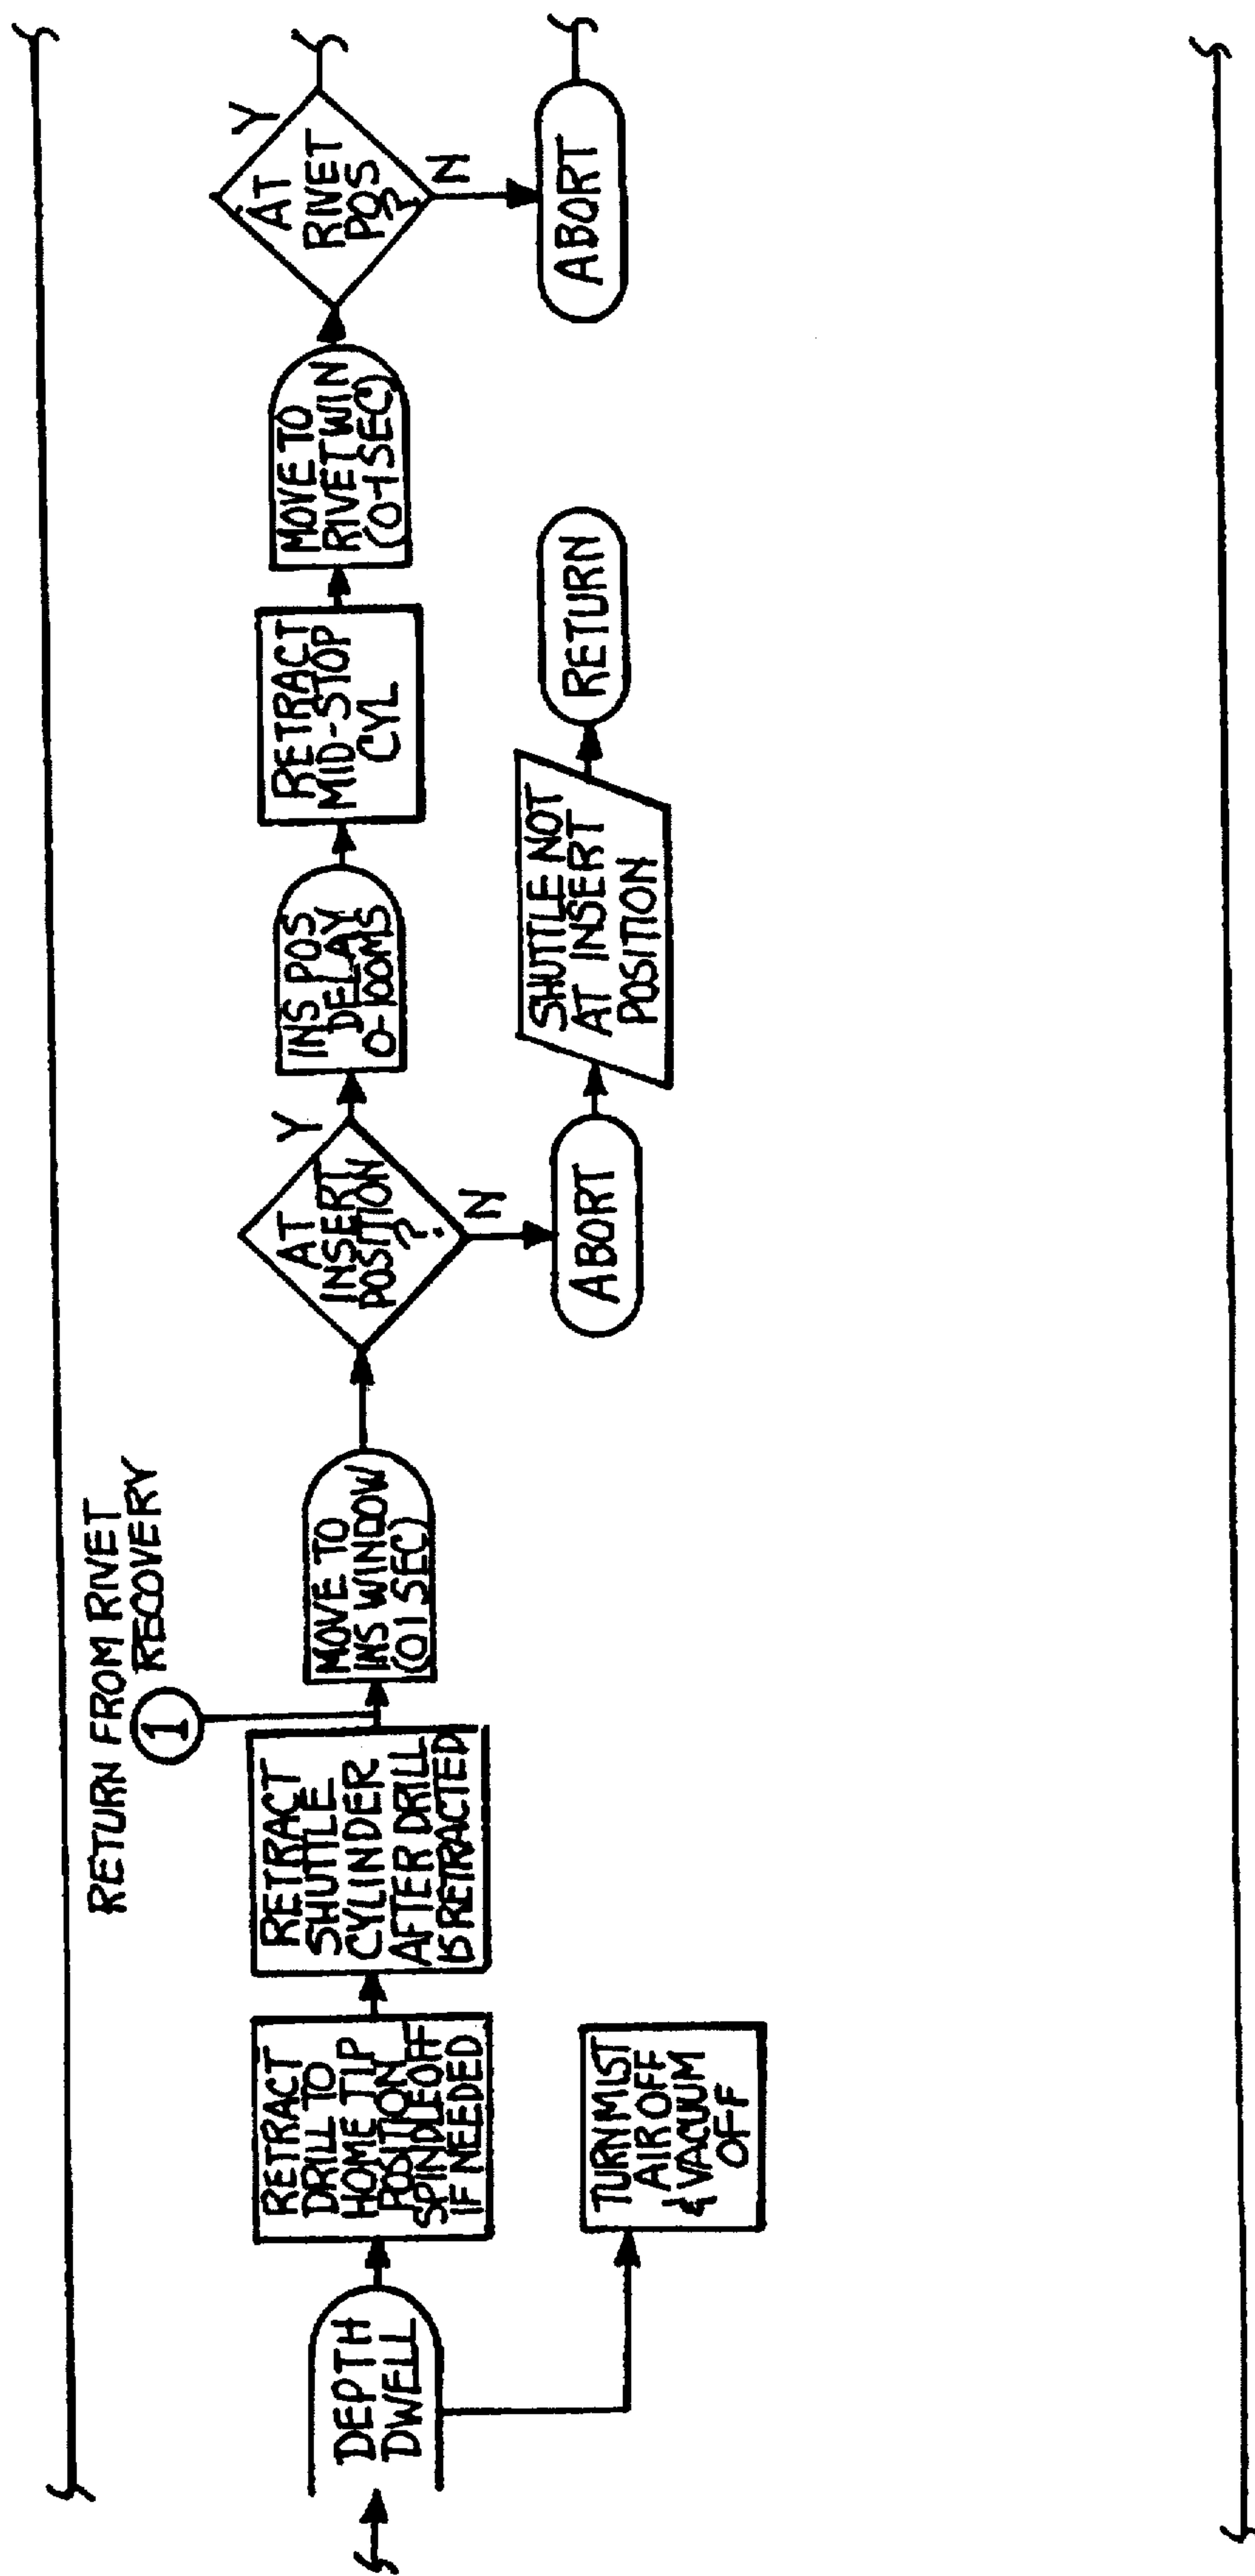 DEPTH
DWELL
RETRACT
DRILL TO
HOME TIP
POSITION
SPINDLE OFF
IF NEEDED
TURN MIST
AIR OFF
& VACUUM
OFF
RETRACT
SHUTTLE
CYLINDER
AFTER DRILL
IS RETRACTED
RETURN FROM RIVET
RECOVERY
1
MOVE TO
INS WINDOW
(01 SEC)
AT
INSERT
POSITION
?
Y
N
ABORT
SHUTTLE NOT
AT INSERT
POSITION
RETURN
INS POS
DELAY
0-100MS
RETRACT
MID-STOP
CYL
MOVE TO
RIVET WIN
(0-1 SEC)
AT
RIVET
POS
?
Y
N
ABORT